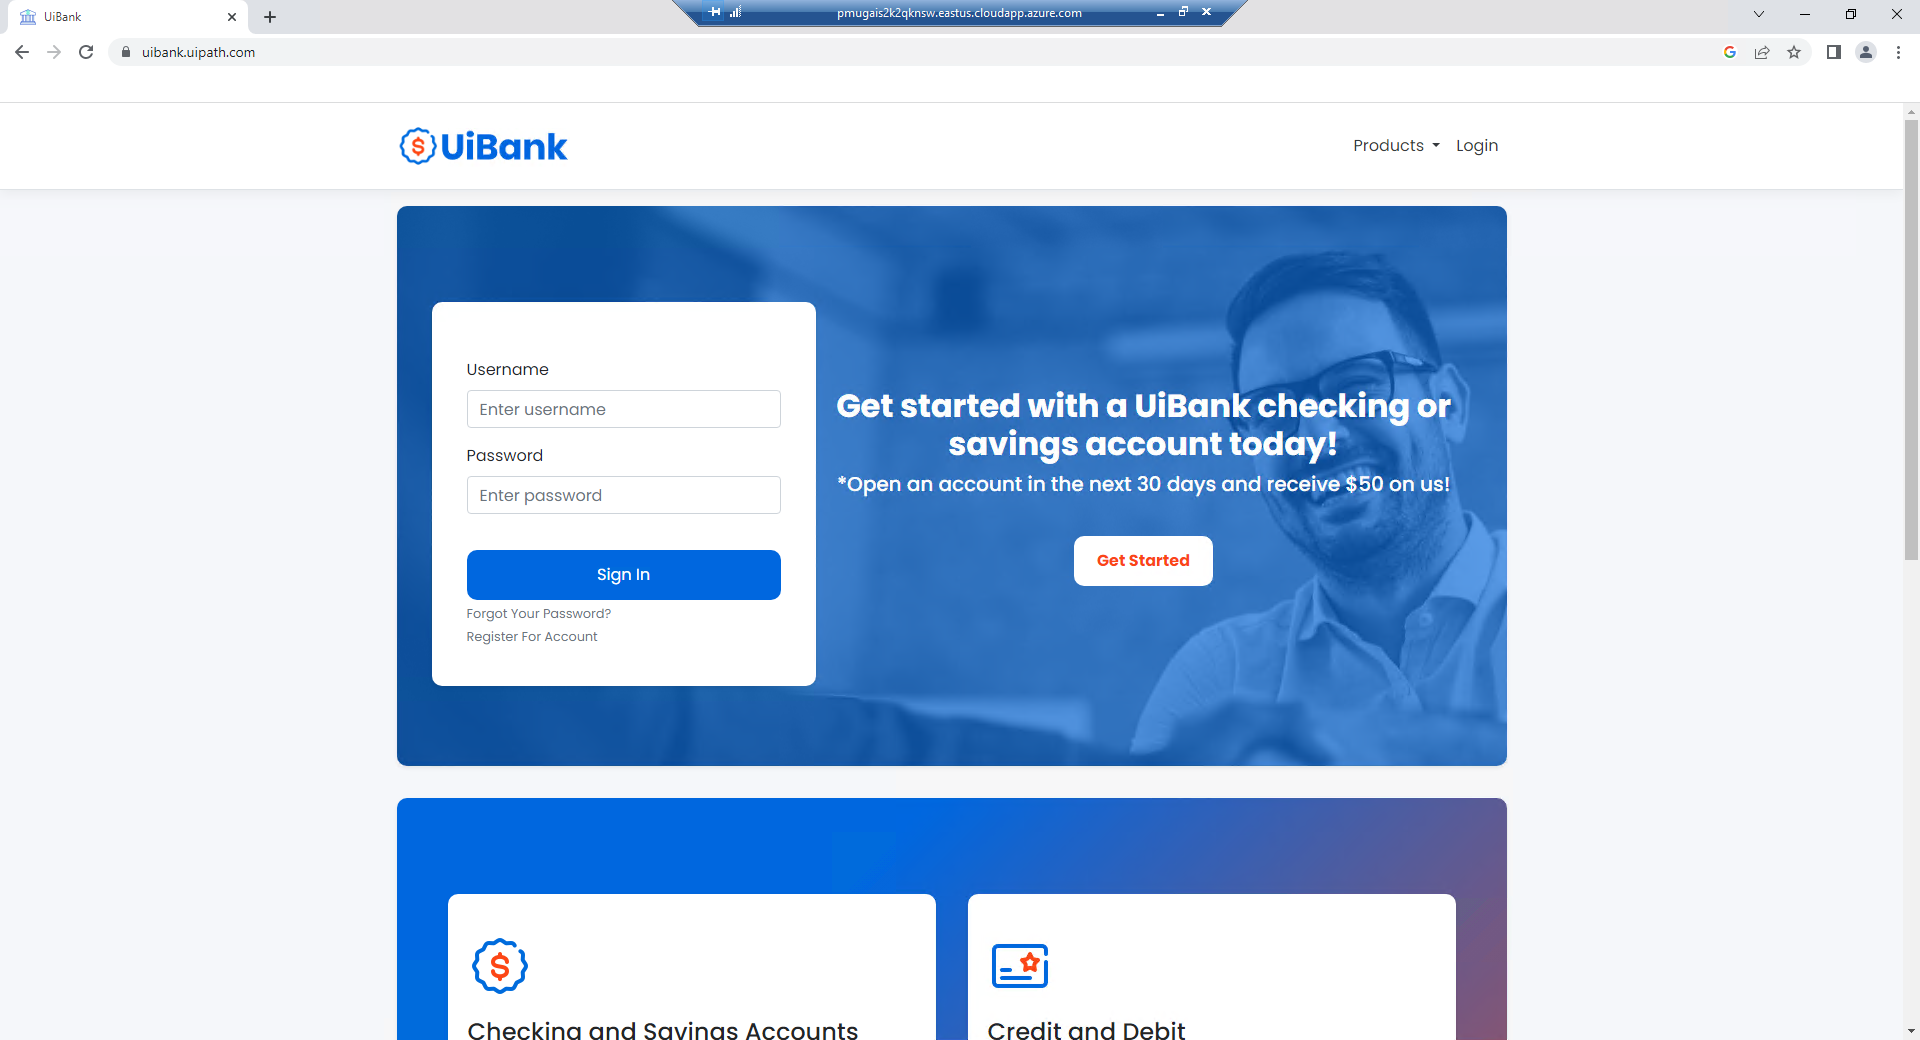 UiBank
pmugais2k2qknsw.eastus.cloudapp.azure.com
uibank.uipath.com
UiBank
Products
Login
Username
Enter username
Password
Enter password
Sign In
Forgot Your Password?
Register For Account
Get started with a UiBank checking or
savings account today!
*Open an account in the next 30 days and receive $50 on us!
Get Started
Checking and Savings Accounts
Credit and Debit